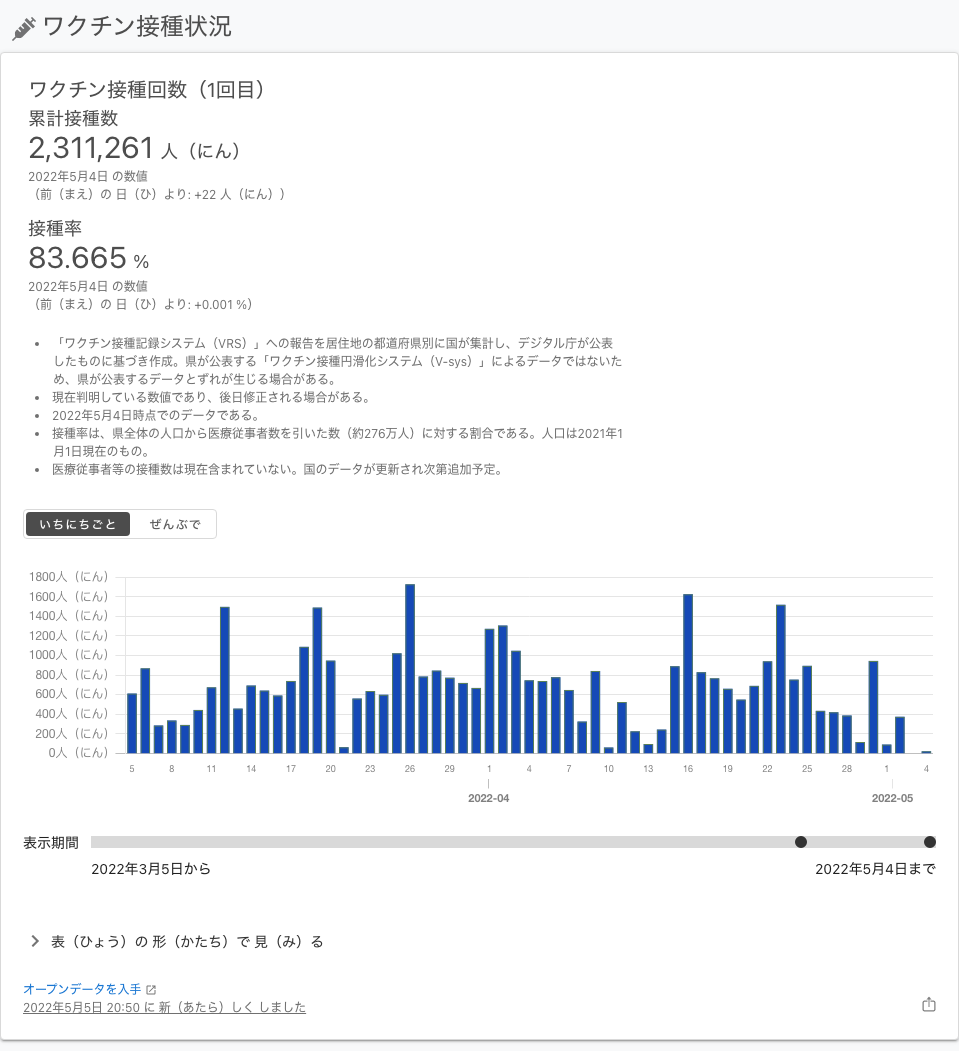 ワクチン接種状況
ワクチン接種回数（1回目）
累計接種数
2,311,261 人（にん）
2022年5月4日 の数値
（前（まえ）の 日（ひ）より: +22 人（にん））
接種率
83.665 %
2022年5月4日 の数値
（前（まえ）の 日（ひ）より: +0.001 %）
• 「ワクチン接種記録システム（VRS）」への報告を居住地の都道府県別に国が集計し、デジタル庁が公表
したものに基づき作成。県が公表する「ワクチン接種円滑化システム（V-sys）」によるデータではないた
め、県が公表するデータとずれが生じる場合がある。
• 現在判明している数値であり、後日修正される場合がある。
• 2022年5月4日時点でのデータである。
• 接種率は、県全体の人口から医療従事者数を引いた数（約276万人）に対する割合である。人口は2021年1
月1日現在のもの。
• 医療従事者等の接種数は現在含まれていない。国のデータが更新され次第追加予定。
いちにちごと ぜんぶで
1800人（にん）
1600人（にん）
1400人（にん）
1200人（にん）
1000人（にん）
800人（にん）
600人（にん）
400人（にん）
200人（にん）
0人（にん）
5 8 11 14 17 20 23 26 29 1 4 7 10 13 16 19 22 25 28 1 4
2022-04 2022-05
表示期間
2022年3月5日から 2022年5月4日まで
表（ひょう）の 形（かたち）で 見（み）る
オープンデータを入手
2022年5月5日 20:50 に 新（あたら）しく しました